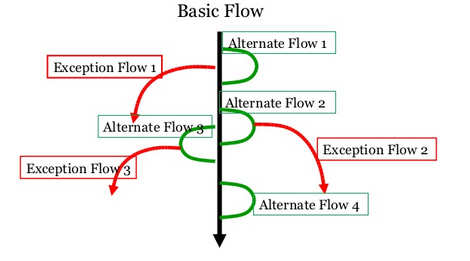 Basic Flow
Alternate Flow 1
Exception Flow 1
Alternate Flow 2
Alternate Flow 3
Exception Flow 2
Exception Flow 3
Alternate Flow 4